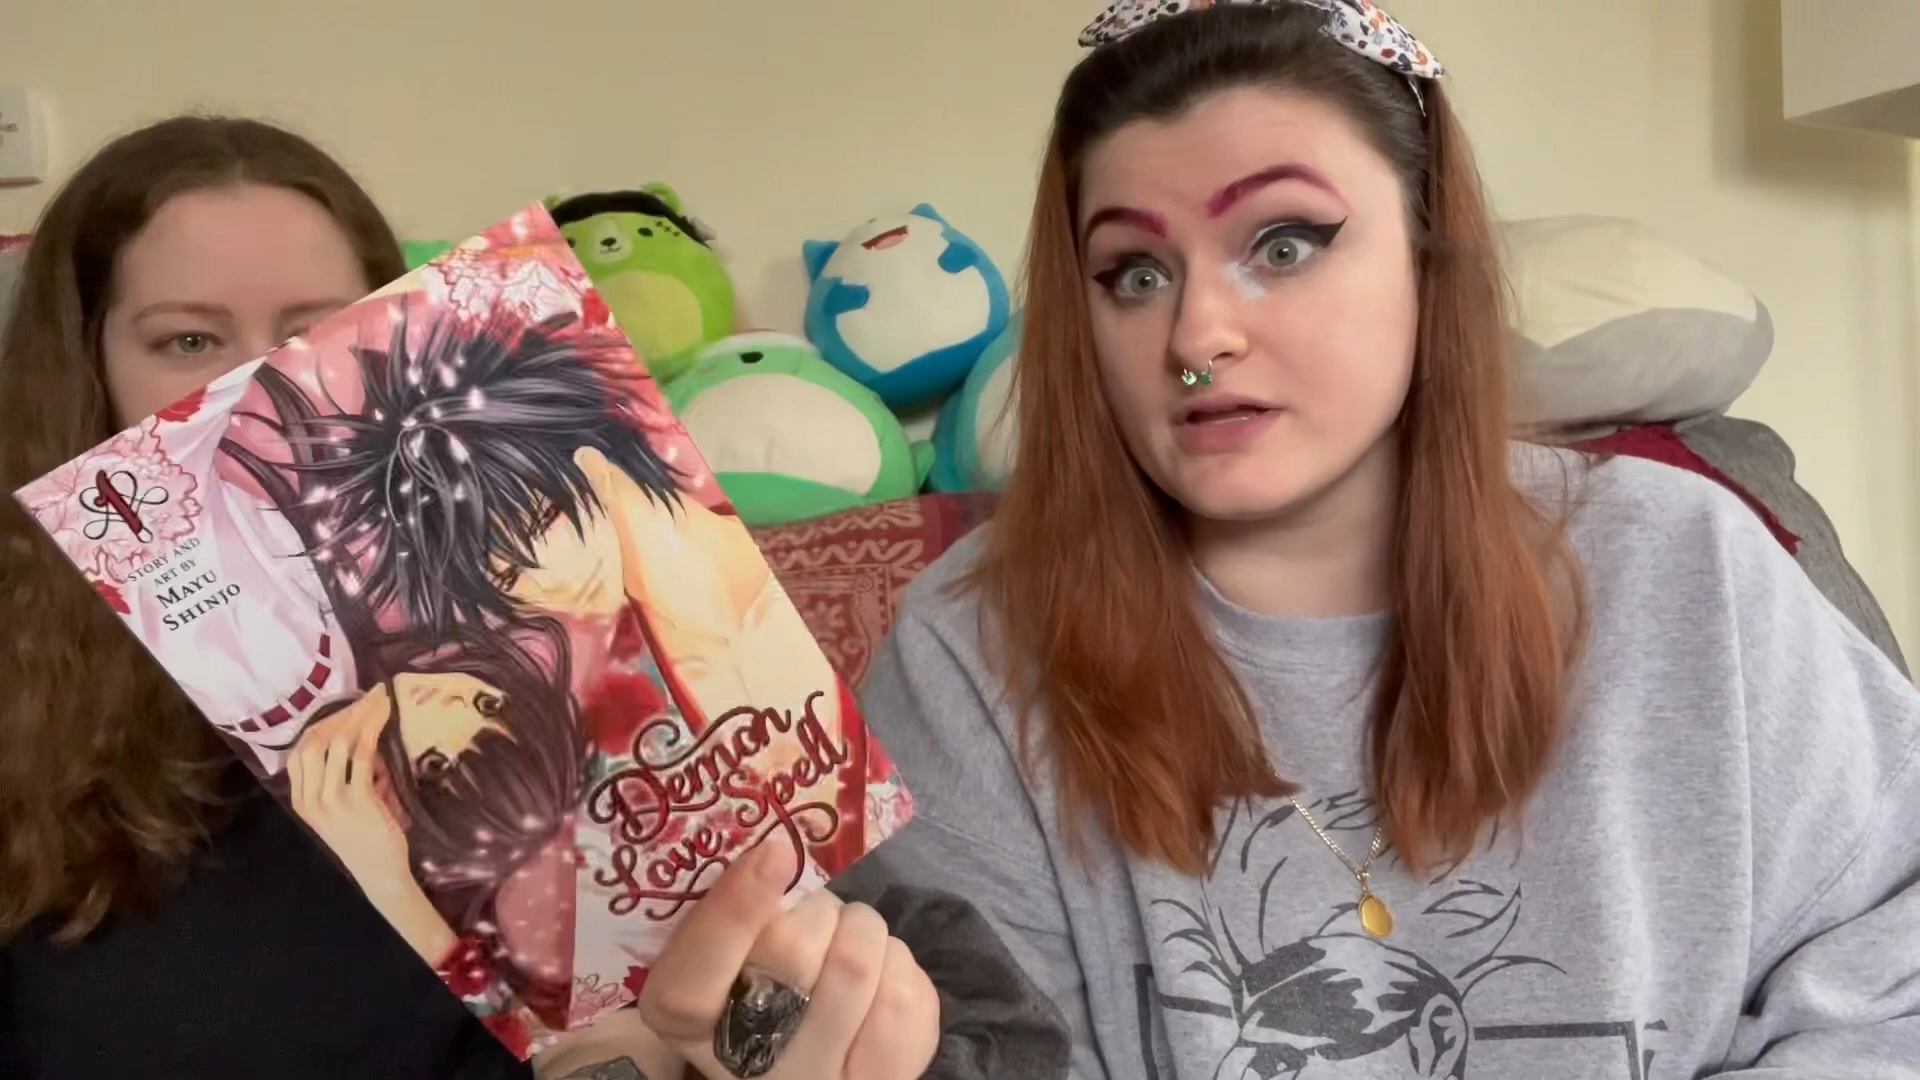 1
STORY AND
ART BY
MAYU
SHINJO
Demon
Love Spell